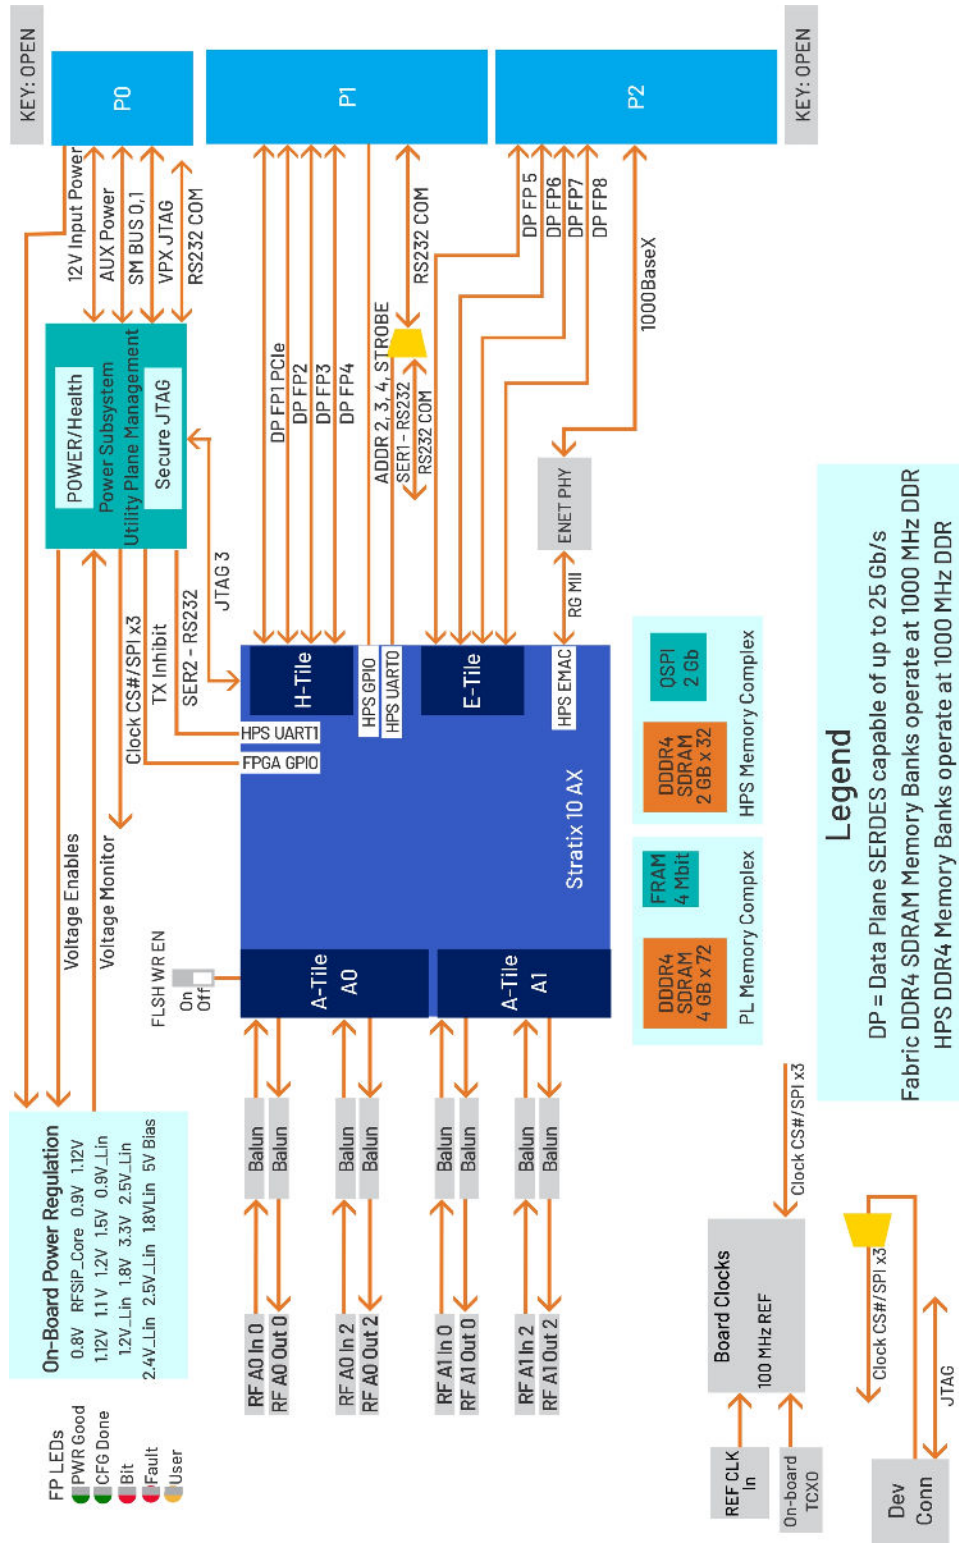 KEY: OPEN
P0
P1
P2
KEY: OPEN
12V Input Power
AUX Power
SM BUS 0,1
VPX JTAG
RS232 COM
POWER/Health
Power Subsystem
Utility Plane Management
Secure JTAG
DP FP1 PCIe
DP FP2
DP FP3
DP FP4
ADDR 2, 3, 4, STROBE
SER1 - RS232
RS232 COM
RS232 COM
DP FP5
DP FP6
DP FP7
DP FP8
1000BaseX
ENET PHY
RG MII
Voltage Enables
Voltage Monitor
Clock CS#/SPI x3
TX Inhibit
SER2 - RS232
JTAG 3
H-Tile
HPS GPIO
HPS UART0
E-Tile
HPS EMAC
HPS UART1
FPGA GPIO
Stratix 10 AX
A-Tile
A0
A-Tile
A1
FLSH WR EN
On
Off
QSPI
2 Gb
DDDR4
SDRAM
2 GB x 32
HPS Memory Complex
FRAM
4 Mbit
DDDR4
SDRAM
4 GB x 72
PL Memory Complex
On-Board Power Regulation
0.8V RFSiP_Core 0.9V 1.12V
1.12V 1.1V 1.2V 1.5V 0.9V_Lin
1.2V_Lin 1.8V 3.3V 2.5V_Lin
2.4V_Lin 2.5V_Lin 1.8VLin 5V Bias
FP LEDs
PWR Good
CFG Done
Bit
Fault
User
Balun
Balun
Balun
Balun
Balun
Balun
Balun
Balun
RF A0 In 0
RF A0 Out 0
RF A0 In 2
RF A0 Out 2
RF A1 In 0
RF A1 Out 0
RF A1 In 2
RF A1 Out 2
Clock CS#/SPI x3
Board Clocks
100 MHz REF
REF CLK
In
On-board
TCXO
Clock CS#/SPI x3
JTAG
Dev
Conn
Legend
DP = Data Plane SERDES capable of up to 25 Gb/s
Fabric DDR4 SDRAM Memory Banks operate at 1000 MHz DDR
HPS DDR4 Memory Banks operate at 1000 MHz DDR